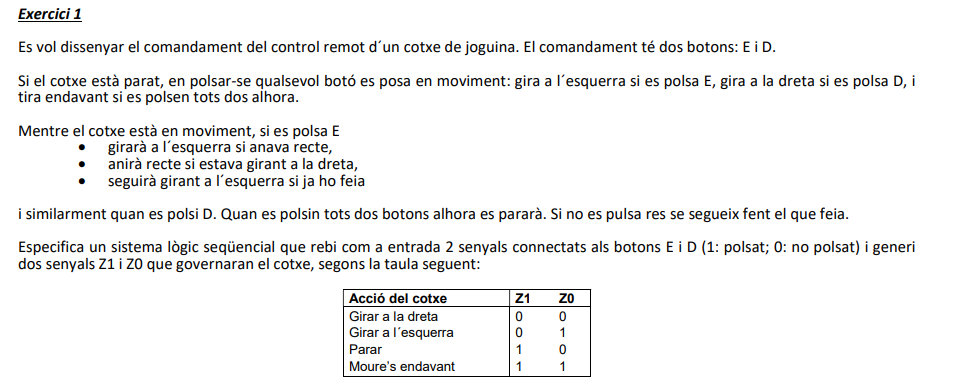 Exercici 1
Es vol dissenyar el comandament del control remot d´un cotxe de joguina. El comandament té dos botons: E i D.
Si el cotxe està parat, en polsar-se qualsevol botó es posa en moviment: gira a l´esquerra si es polsa E, gira a la dreta si es polsa D, i
tira endavant si es polsen tots dos alhora.
Mentre el cotxe està en moviment, si es polsa E
• girarà a l´esquerra si anava recte,
• anirà recte si estava girant a la dreta,
• seguirà girant a l´esquerra si ja ho feia
i similarment quan es polsi D. Quan es polsin tots dos botons alhora es pararà. Si no es pulsa res se segueix fent el que feia.
Especifica un sistema lògic seqüencial que rebi com a entrada 2 senyals connectats als botons E i D (1: polsat; 0: no polsat) i generi
dos senyals Z1 i Z0 que governaran el cotxe, segons la taula seguent:
Acció del cotxe Z1 Z0
Girar a la dreta 0 0
Girar a l´esquerra 0 1
Parar 1 0
Moure's endavant 1 1